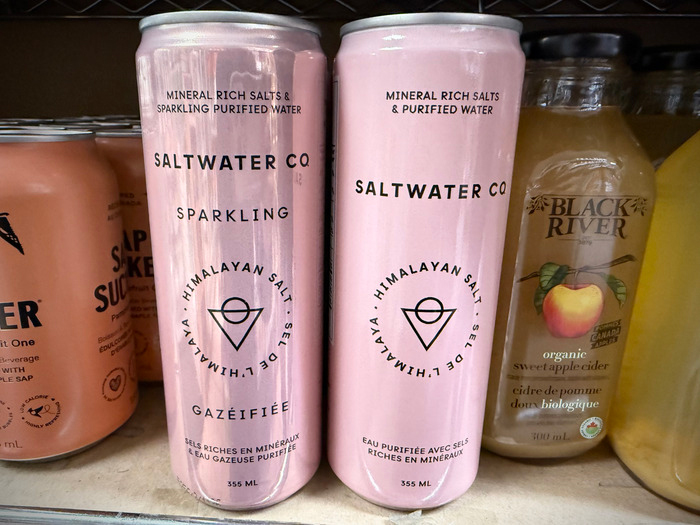 MINERAL RICH SALTS &
SPARKLING PURIFIED WATER
SALTWATER CO
SPARKLING
HIMALAYAN SALT · SEL DE L'HIMALAYA ·
GAZÉIFIÉE
SELS RICHES EN MINÉRAUX
& EAU GAZEUSE PURIFIÉE
355 ML
MINERAL RICH SALTS
& PURIFIED WATER
SALTWATER CO
HIMALAYAN SALT · SEL DE L'HIMALAYA ·
EAU PURIFIÉE AVEC SELS
RICHES EN MINÉRAUX
355 ML
BLACK
RIVER
organic
sweet apple cider
cidre de pomme
doux biologique
300 mL